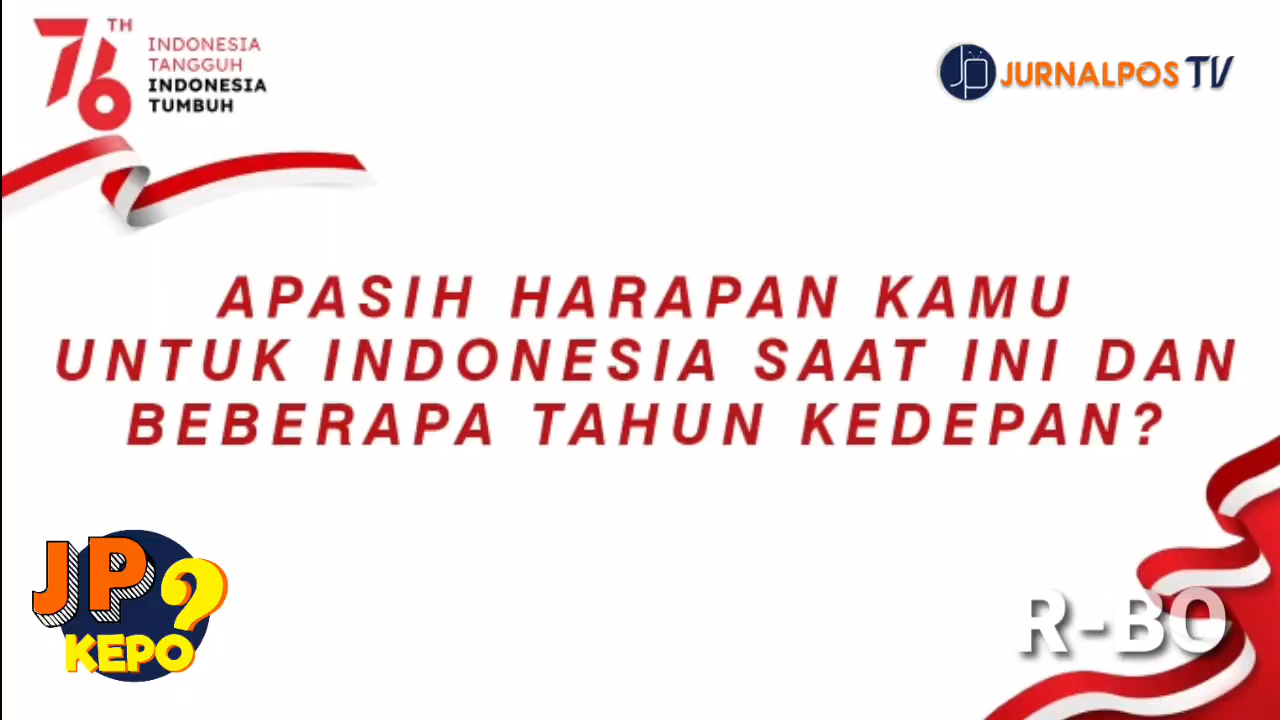 76TH
INDONESIA
TANGGUH
INDONESIA
TUMBUH
JP JURNALPOS TV
APASIH HARAPAN KAMU
UNTUK INDONESIA SAAT INI DAN
BEBERAPA TAHUN KEDEPAN?
JP?
KEPO
R-BO